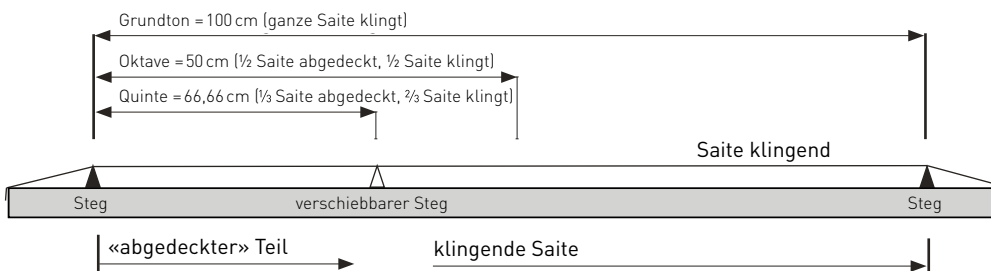 Grundton = 100 cm (ganze Saite klingt)
Oktave = 50 cm (½ Saite abgedeckt, ½ Saite klingt)
Quinte = 66,66 cm (⅓ Saite abgedeckt, ⅔ Saite klingt)
Saite klingend
Steg verschiebbarer Steg Steg
«abgedeckter» Teil klingende Saite